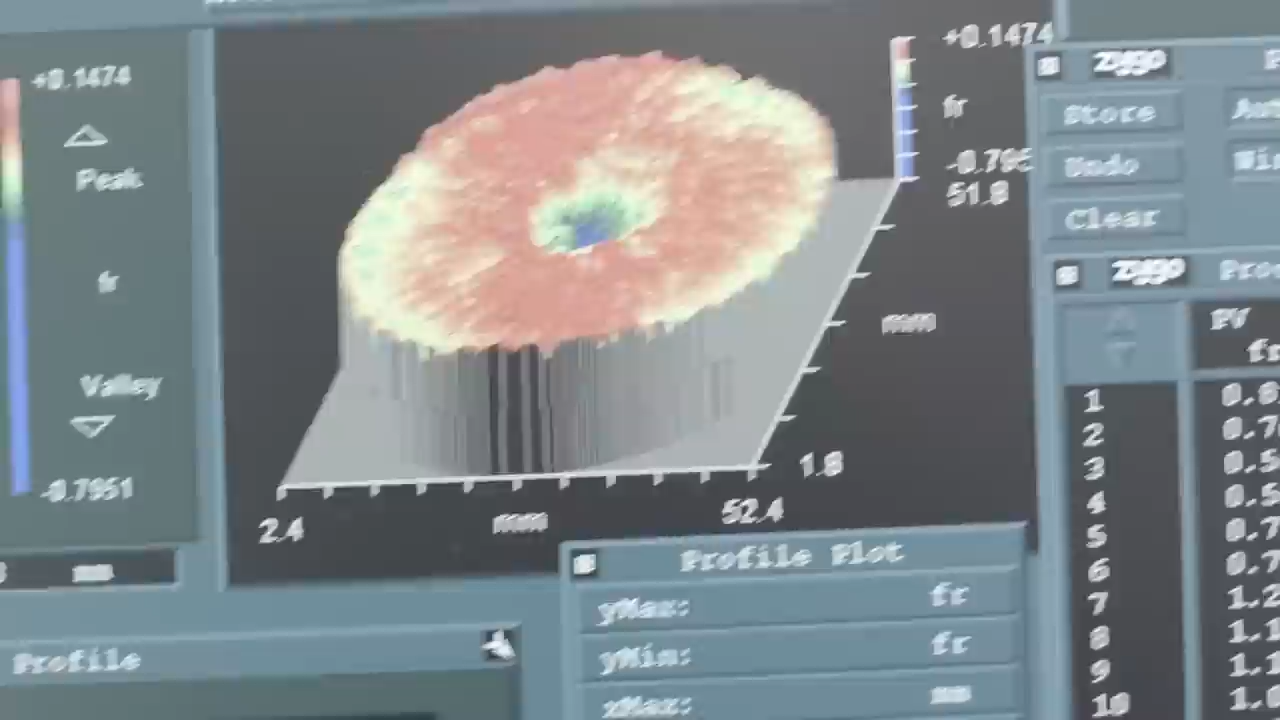 +0.1474
Peak
fr
Valley
-0.7951
mm
+0.1474
fr
51.8
mm
1.8
2.4
mm
52.4
Profile
Profile Plot
yMax: fr
yMin: fr
xMax: mm
zygo
Store
Undo
Clear
zygo
PV
fr
1
2
3
4
5
6
7
8
9
10